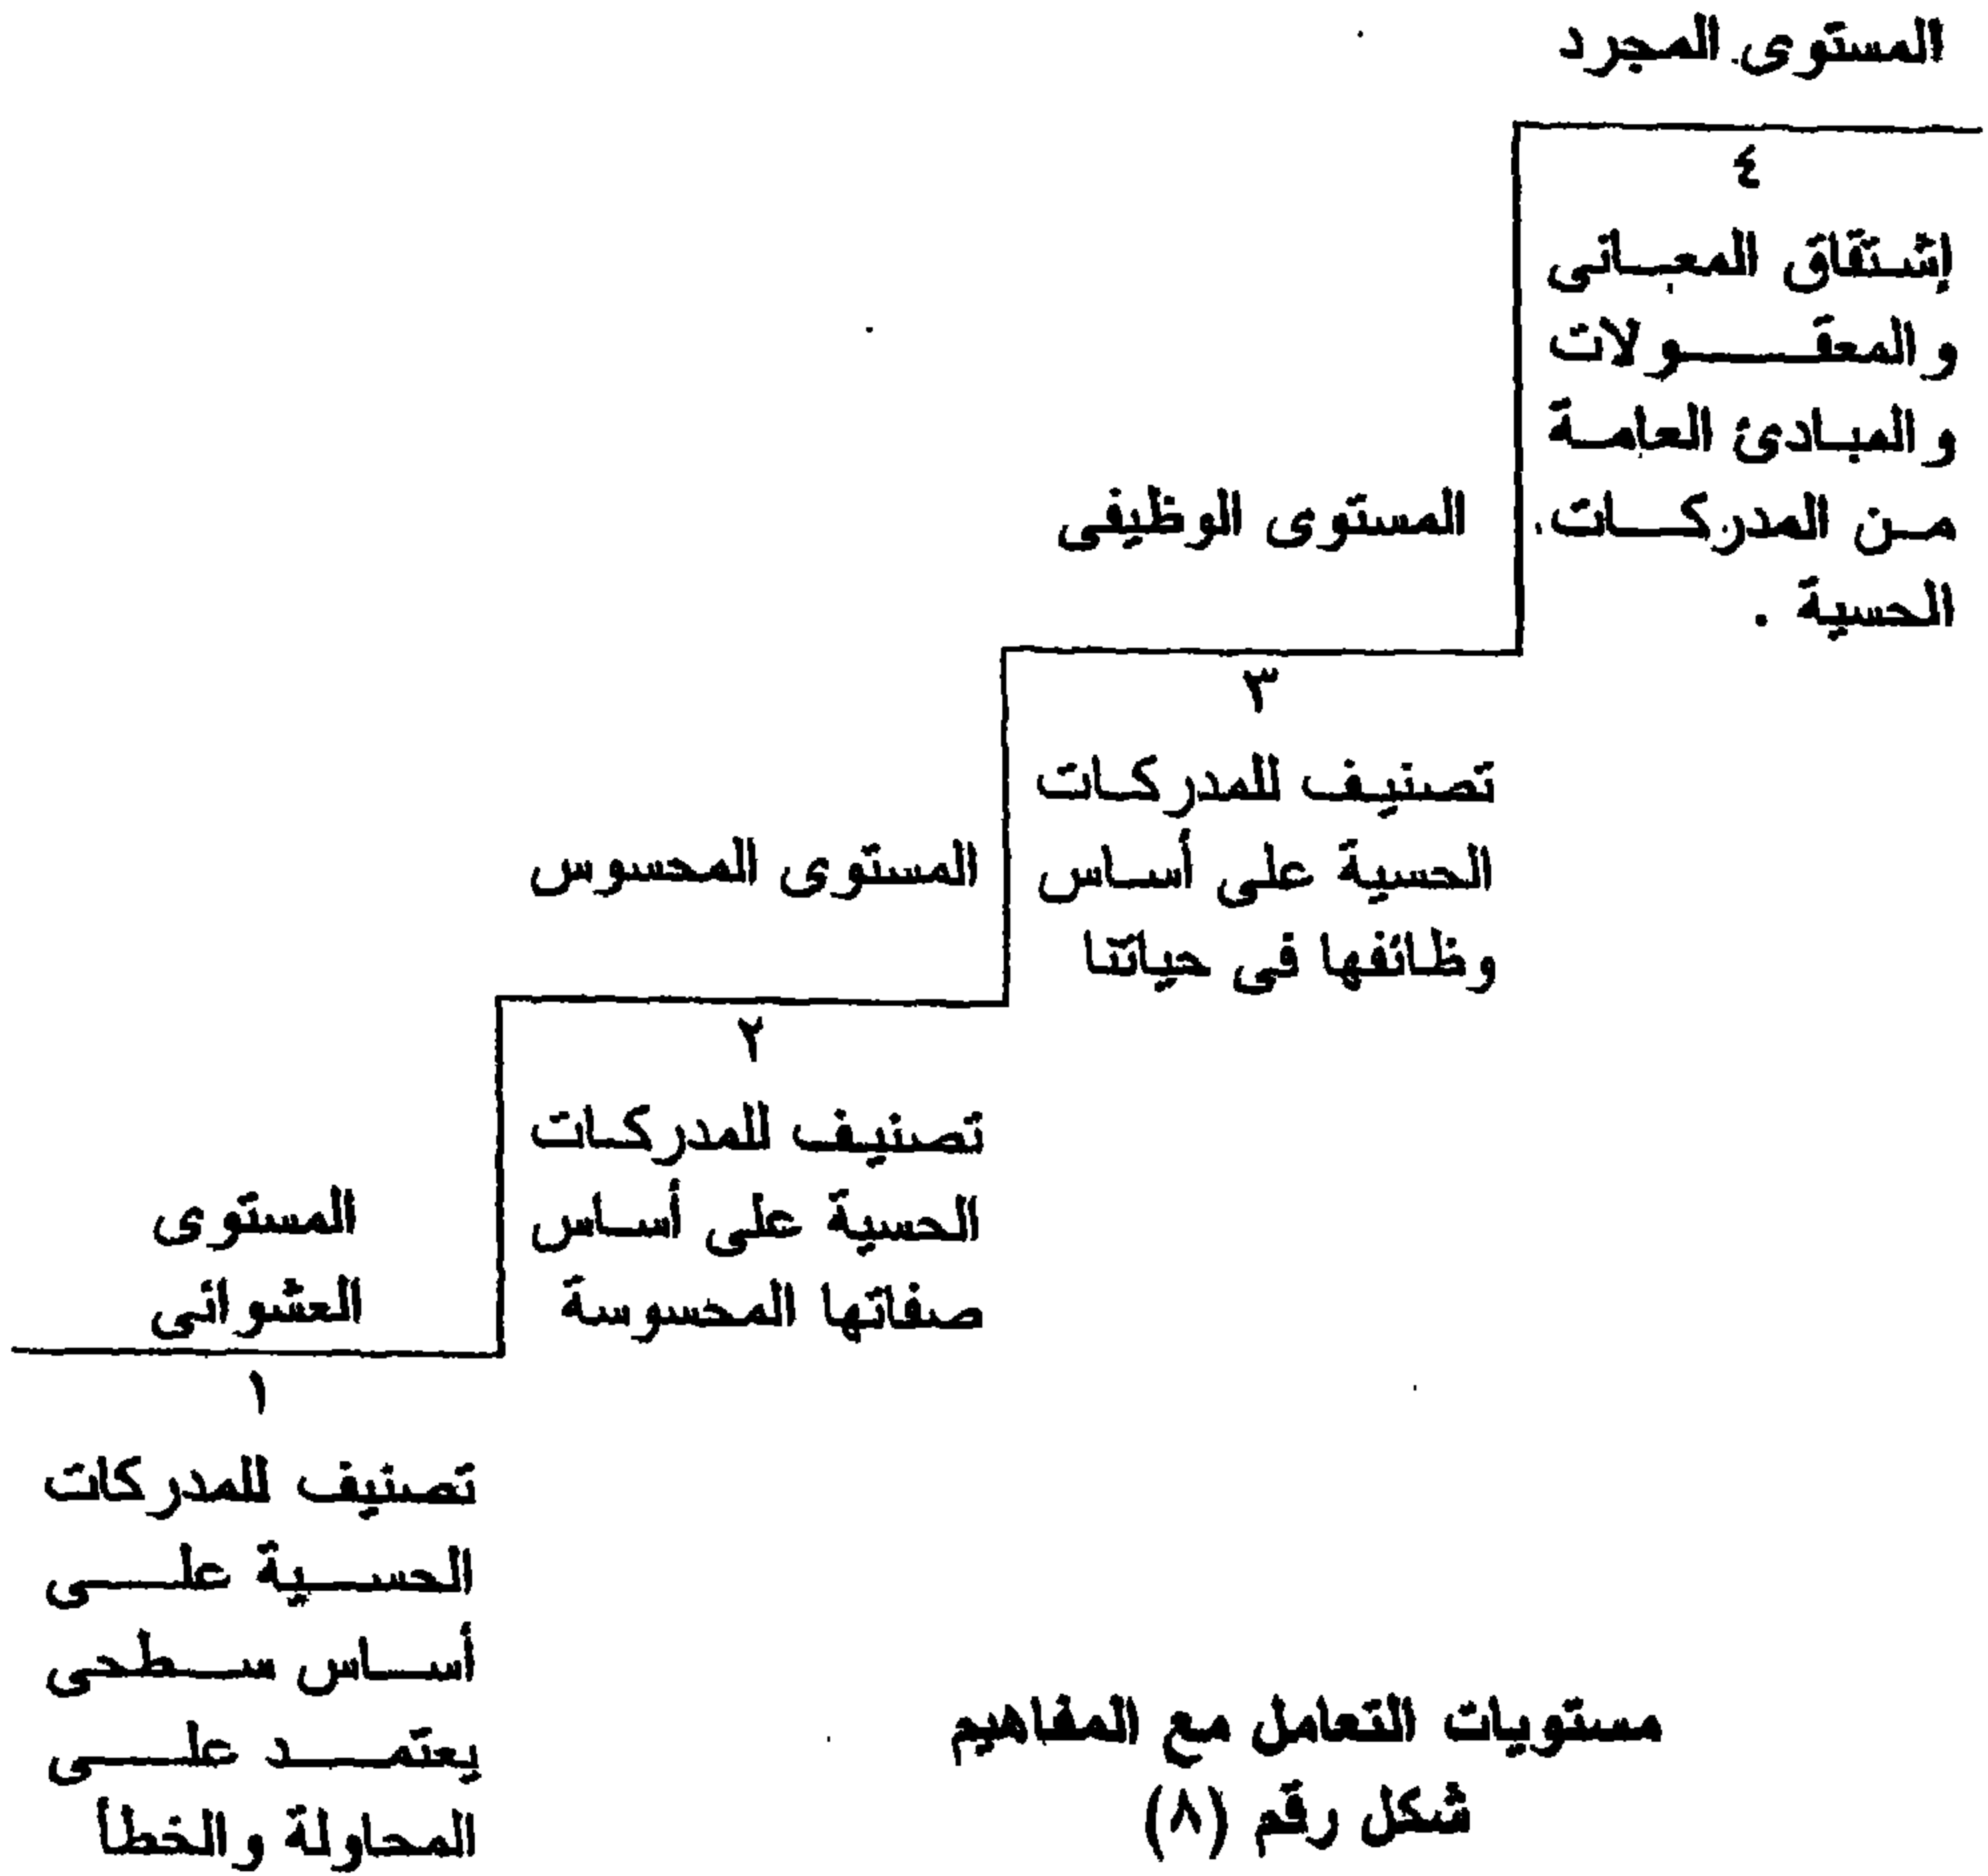 المستوى المجرد
٤
إشتقاق المعانى
والمعقولات
والمبادئ العامة
من المدركات
الحسية .
المستوى الوظيفى
٣
تصنيف للمدركات
الحسية على أساس
وظائفها فى حياتنا
المستوى المحسوس
٢
تصنيف للمدركات
الحسية على أساس
صفاتها المحسوسة
المستوى
العشوائى
١
تصنيف للمدركات
الحسية على
أساس سطحى
يعتمد على
المحاولة والخطأ
مستويات التعامل مع المفاهيم
شكل رقم (٨)